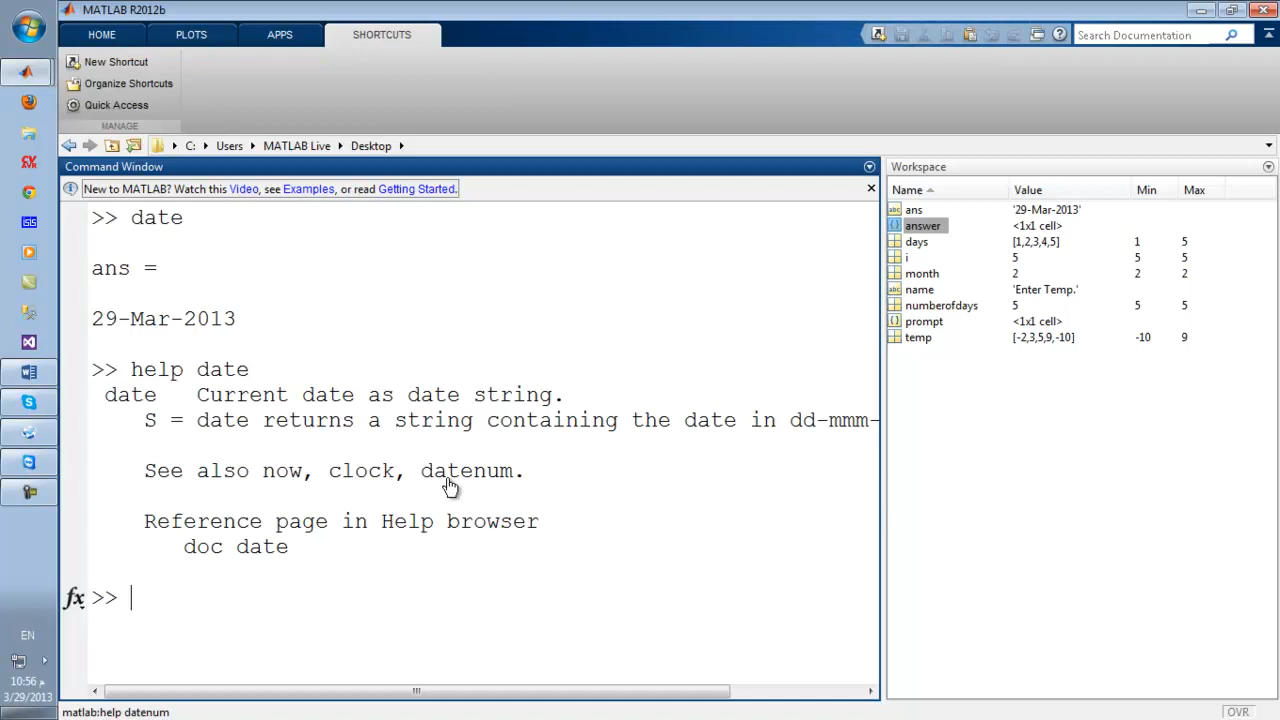 MATLAB R2012b
HOME PLOTS APPS SHORTCUTS
Search Documentation
New Shortcut
Organize Shortcuts
Quick Access
MANAGE
C: Users MATLAB Live Desktop
Command Window
New to MATLAB? Watch this Video, see Examples, or read Getting Started.
>> date
ans =
29-Mar-2013
>> help date
date Current date as date string.
S = date returns a string containing the date in dd-mmm-
See also now, clock, datenum.
Reference page in Help browser
doc date
fx >>
Workspace
Name Value Min Max
ans '29-Mar-2013'
answer <1x1 cell>
days [1,2,3,4,5] 1 5
i 5 5 5
month 2 2 2
name 'Enter Temp.'
numberofdays 5 5 5
prompt <1x1 cell>
temp [-2,3,5,9,-10] -10 9
EN
10:56 م
3/29/2013
matlab:help datenum
OVR